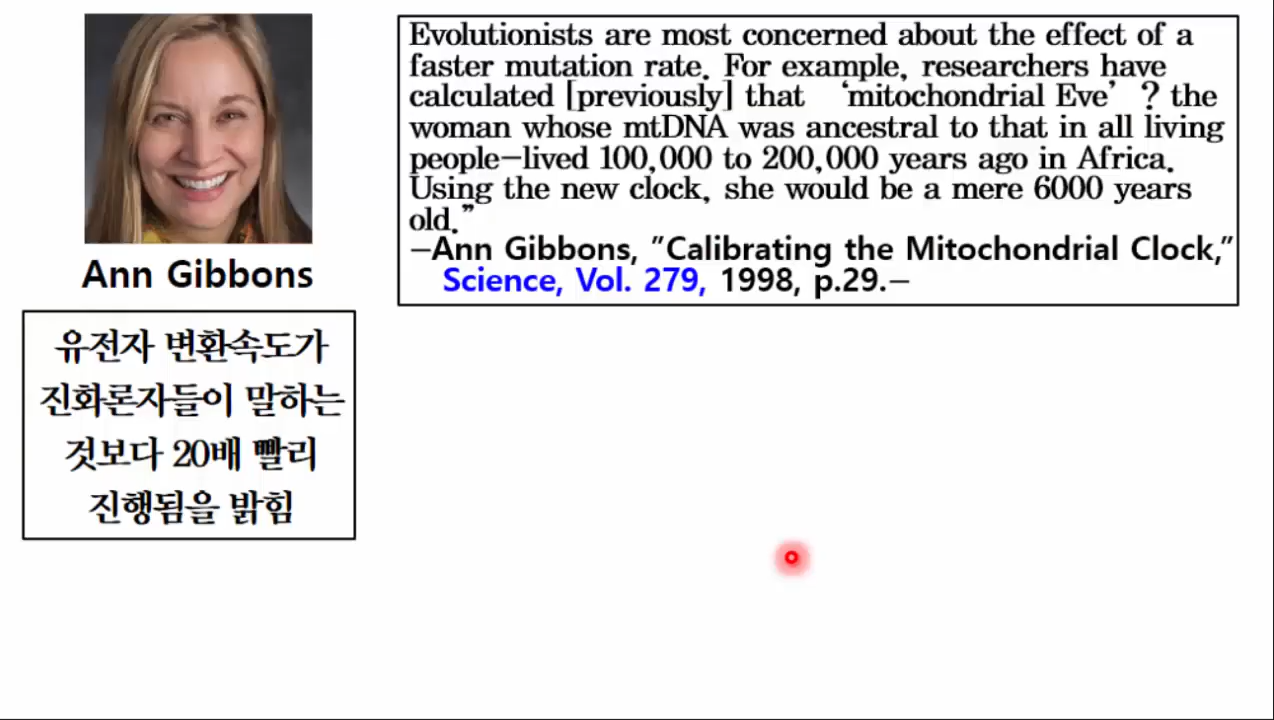 Ann Gibbons
유전자 변환속도가
진화론자들이 말하는
것보다 20배 빨리
진행됨을 밝힘
Evolutionists are most concerned about the effect of a
faster mutation rate. For example, researchers have
calculated [previously] that ‘mitochondrial Eve’ ? the
woman whose mtDNA was ancestral to that in all living
people–lived 100,000 to 200,000 years ago in Africa.
Using the new clock, she would be a mere 6000 years
old.”
–Ann Gibbons, ”Calibrating the Mitochondrial Clock,”
Science, Vol. 279, 1998, p.29.–